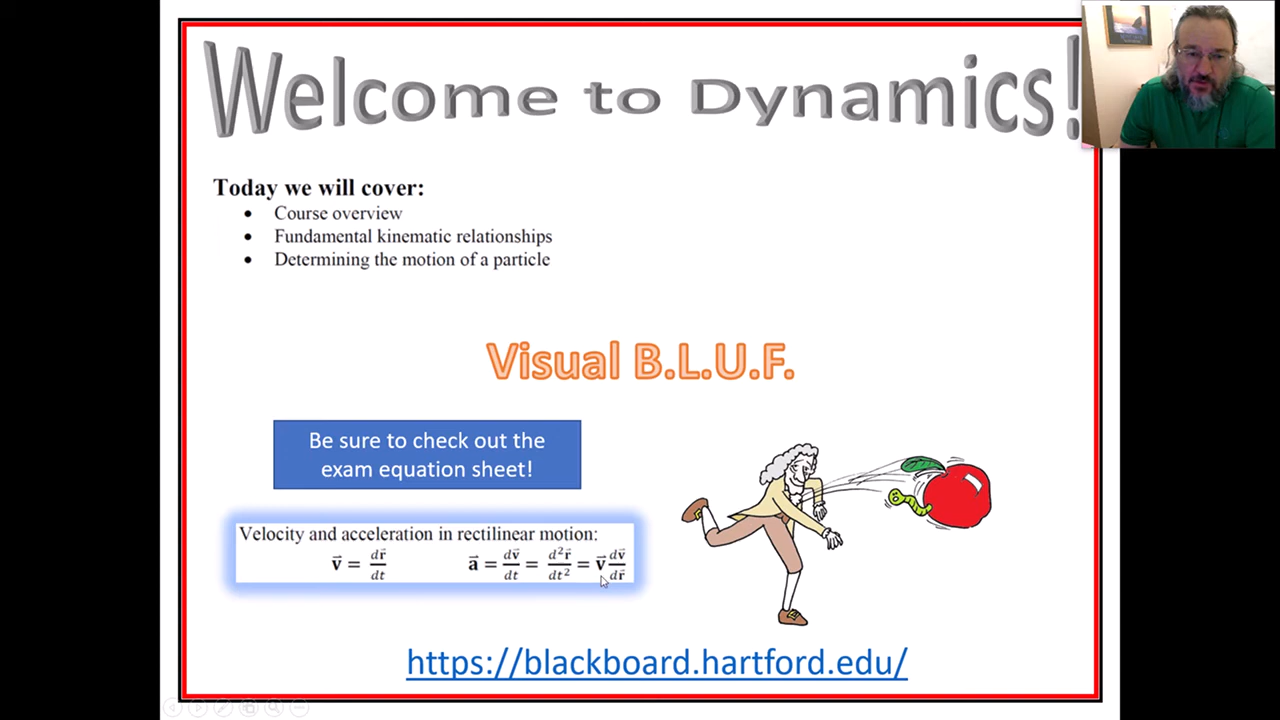 Welcome to Dynamics!
Today we will cover:
• Course overview
• Fundamental kinematic relationships
• Determining the motion of a particle
Visual B.L.U.F.
Be sure to check out the
exam equation sheet!
Velocity and acceleration in rectilinear motion:
v⃗ = dr⃗/dt a⃗ = dv⃗/dt = d²r⃗/dt² = v⃗ dv⃗/dr⃗
https://blackboard.hartford.edu/